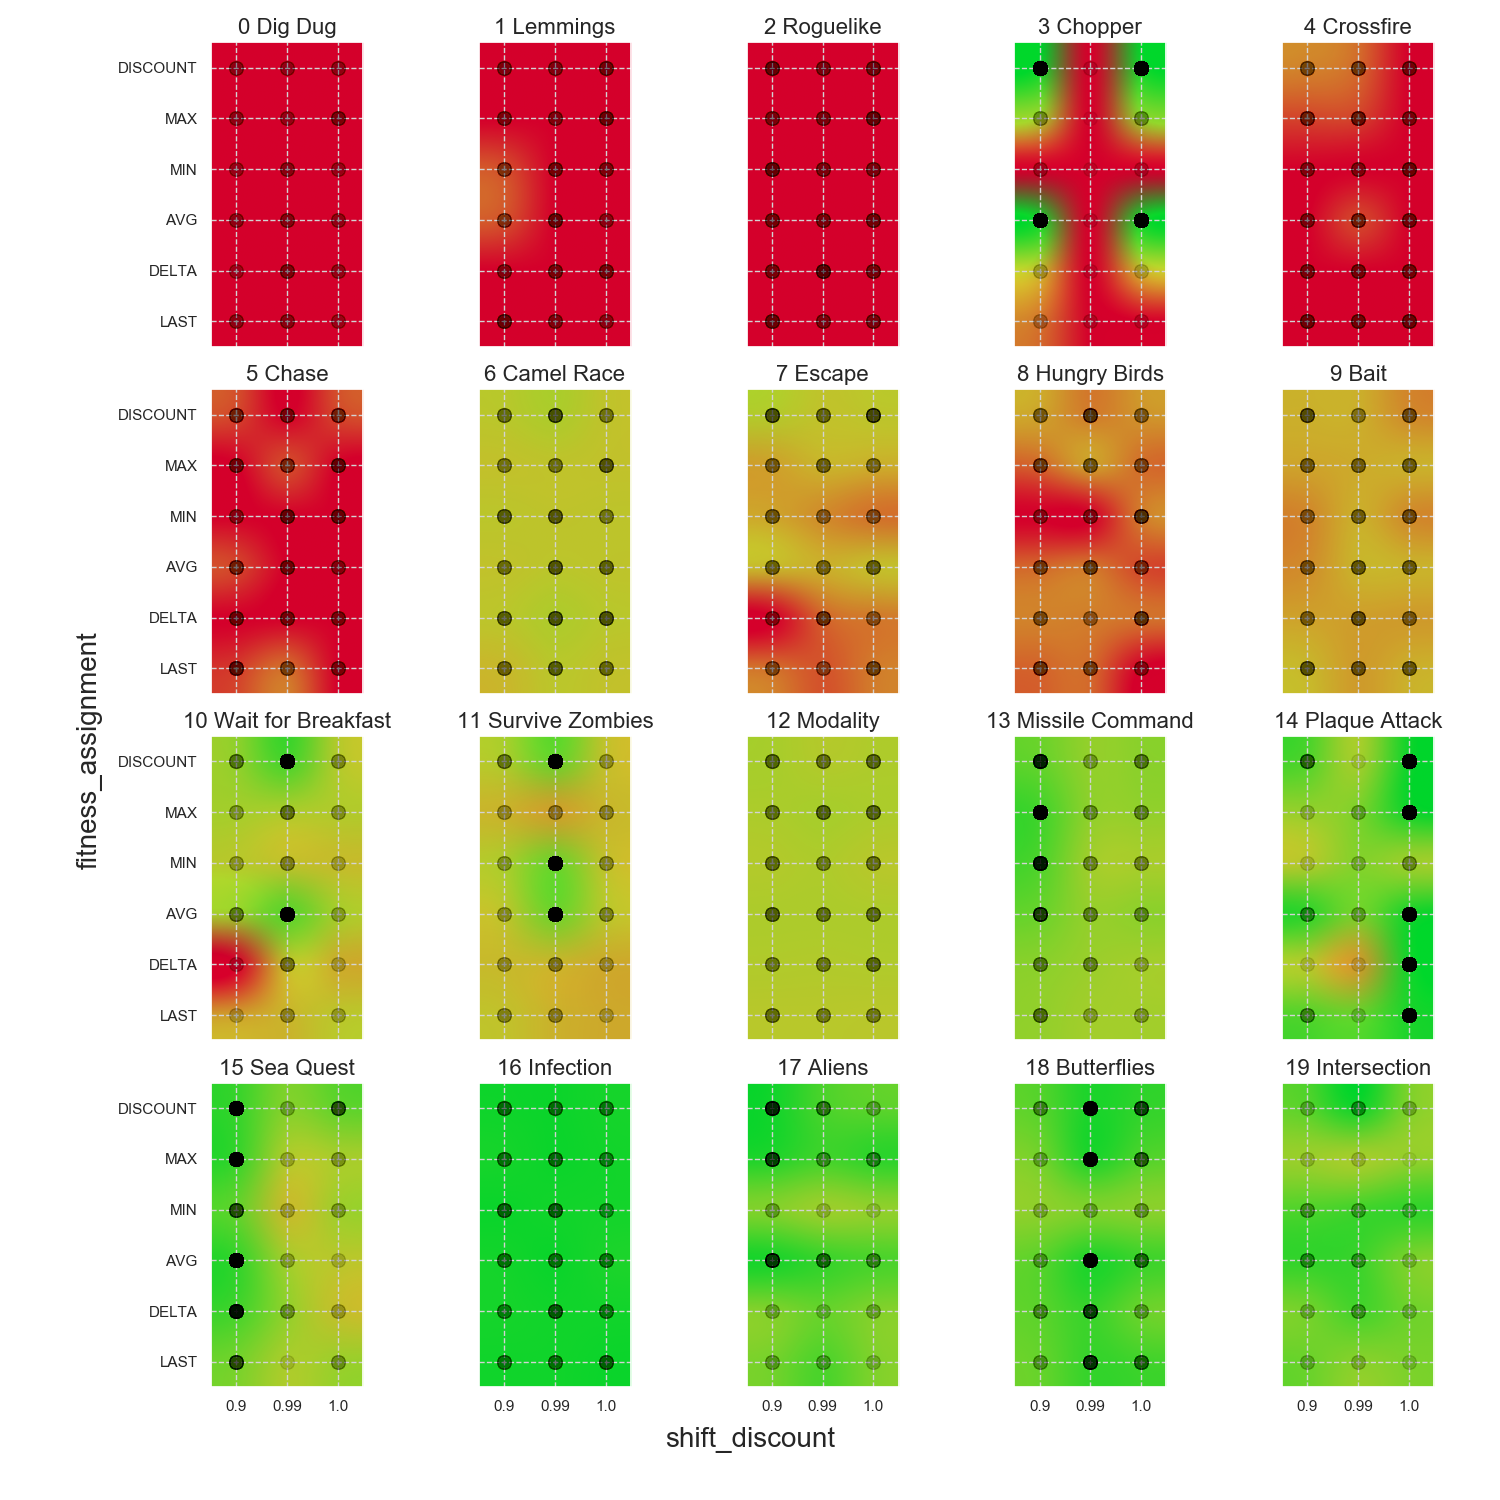 0 Dig Dug 1 Lemmings 2 Roguelike 3 Chopper 4 Crossfire
DISCOUNT
MAX
MIN
AVG
DELTA
LAST
5 Chase 6 Camel Race 7 Escape 8 Hungry Birds 9 Bait
DISCOUNT
MAX
MIN
AVG
DELTA
LAST
fitness_assignment
10 Wait for Breakfast 11 Survive Zombies 12 Modality 13 Missile Command 14 Plaque Attack
DISCOUNT
MAX
MIN
AVG
DELTA
LAST
15 Sea Quest 16 Infection 17 Aliens 18 Butterflies 19 Intersection
DISCOUNT
MAX
MIN
AVG
DELTA
LAST
0.9 0.99 1.0 0.9 0.99 1.0 0.9 0.99 1.0 0.9 0.99 1.0 0.9 0.99 1.0
shift_discount